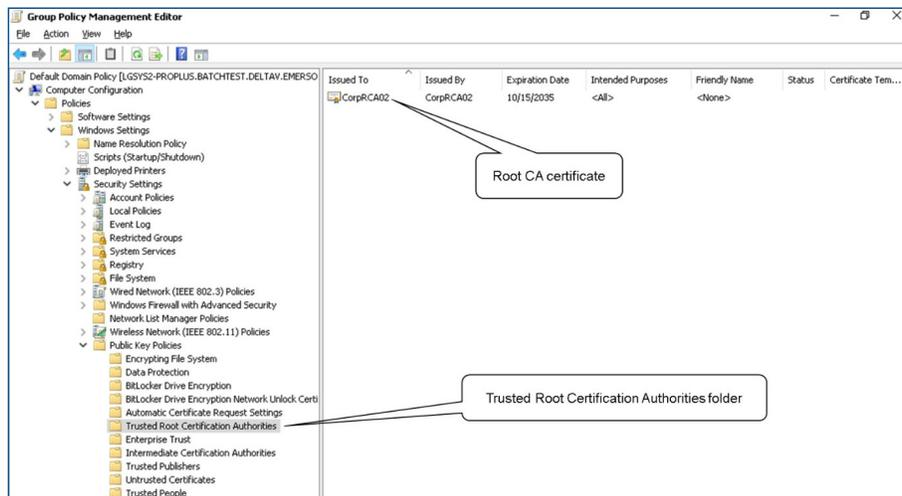 Group Policy Management Editor
File Action View Help
Default Domain Policy [LGSYS2-PROPLUS.BATCHTEST.DELTAV.EMERSO
Computer Configuration
Policies
Software Settings
Windows Settings
Name Resolution Policy
Scripts (Startup/Shutdown)
Deployed Printers
Security Settings
Account Policies
Local Policies
Event Log
Restricted Groups
System Services
Registry
File System
Wired Network (IEEE 802.3) Policies
Windows Firewall with Advanced Security
Network List Manager Policies
Wireless Network (IEEE 802.11) Policies
Public Key Policies
Encrypting File System
Data Protection
BitLocker Drive Encryption
BitLocker Drive Encryption Network Unlock Certi
Automatic Certificate Request Settings
Trusted Root Certification Authorities
Enterprise Trust
Intermediate Certification Authorities
Trusted Publishers
Untrusted Certificates
Trusted People
Issued To Issued By Expiration Date Intended Purposes Friendly Name Status Certificate Tem...
CorpRCA02 CorpRCA02 10/15/2035 <All> <None>
Root CA certificate
Trusted Root Certification Authorities folder